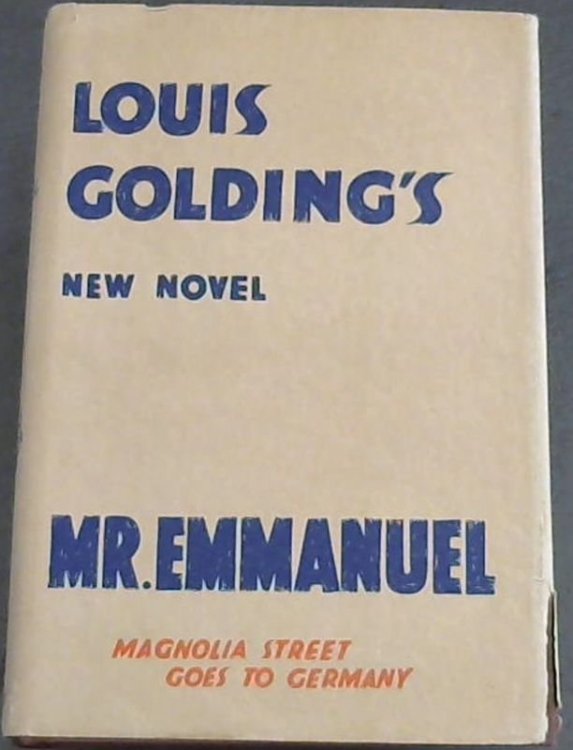 LOUIS
GOLDING'S
NEW NOVEL
MR. EMMANUEL
MAGNOLIA STREET
GOES TO GERMANY